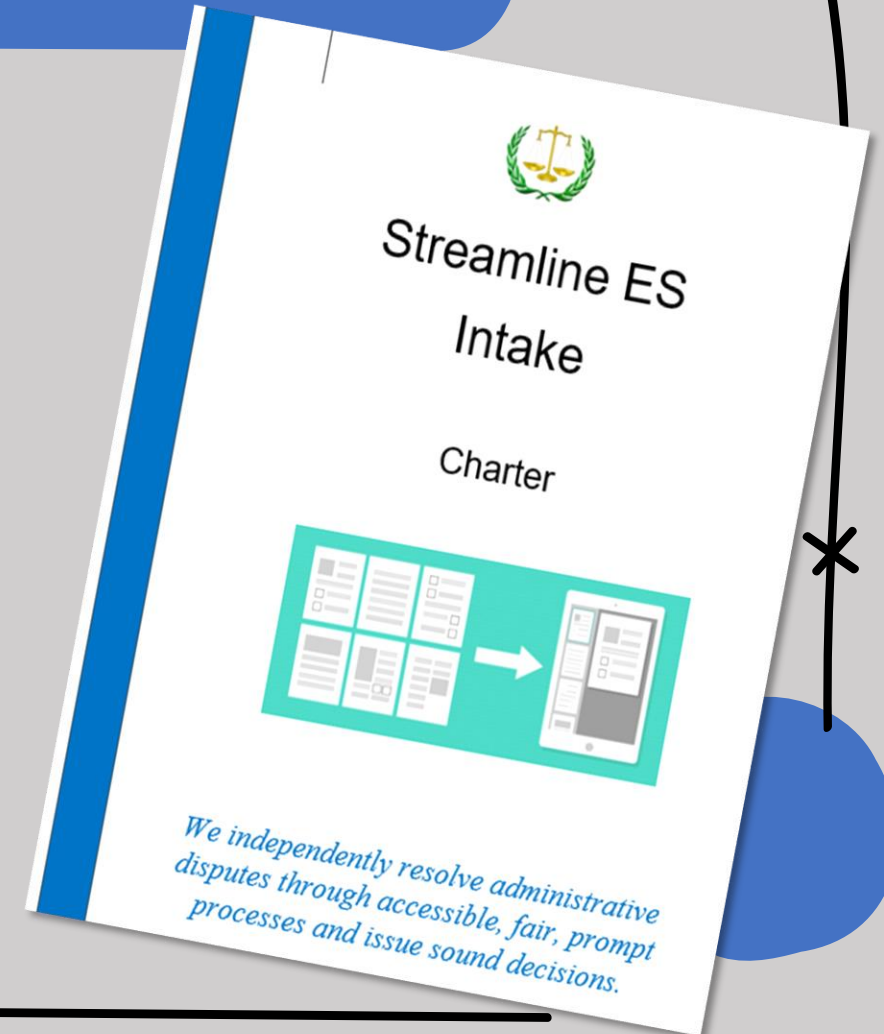 Streamline ES
Intake
Charter
We independently resolve administrative
disputes through accessible, fair, prompt
processes and issue sound decisions.